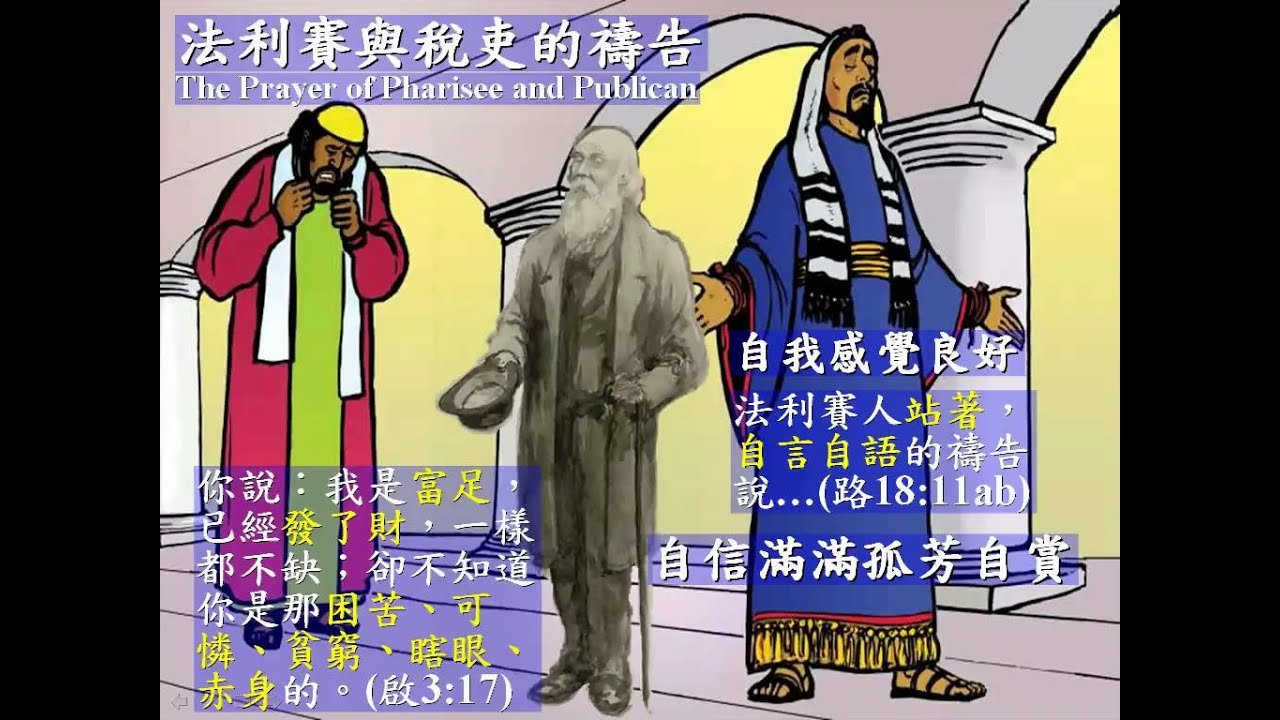 法利賽與稅吏的禱告
The Prayer of Pharisee and Publican
自我感覺良好
法利賽人站著，
自言自語的禱告
說…(路18:11ab)
自信滿滿孤芳自賞
你說：我是富足，
已經發了財，一樣
都不缺；卻不知道
你是那困苦、可
憐、貧窮、瞎眼、
赤身的。(啟3:17)